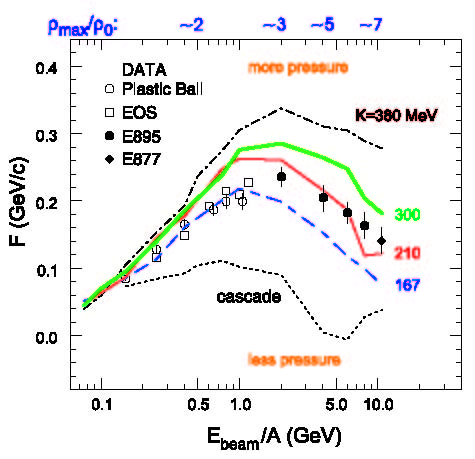 ρmax/ρ0: ~2 ~3 ~5 ~7
0.4
0.3
0.2
0.1
0.0
F (GeV/c)
DATA
Plastic Ball
EOS
E895
E877
more pressure
K=380 MeV
300
210
167
cascade
less pressure
0.1 0.5 1.0 5.0 10.0
Ebeam/A (GeV)